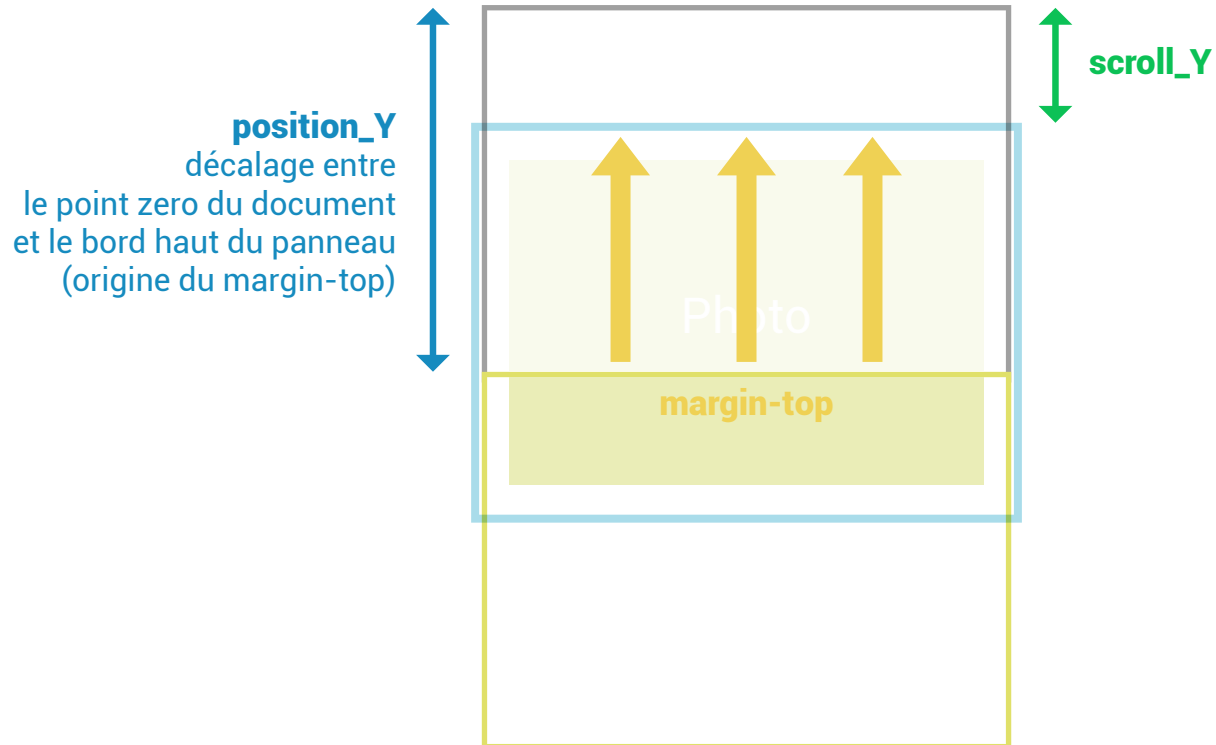 position_Y
décalage entre
le point zero du document
et le bord haut du panneau
(origine du margin-top)
scroll_Y
Photo
margin-top